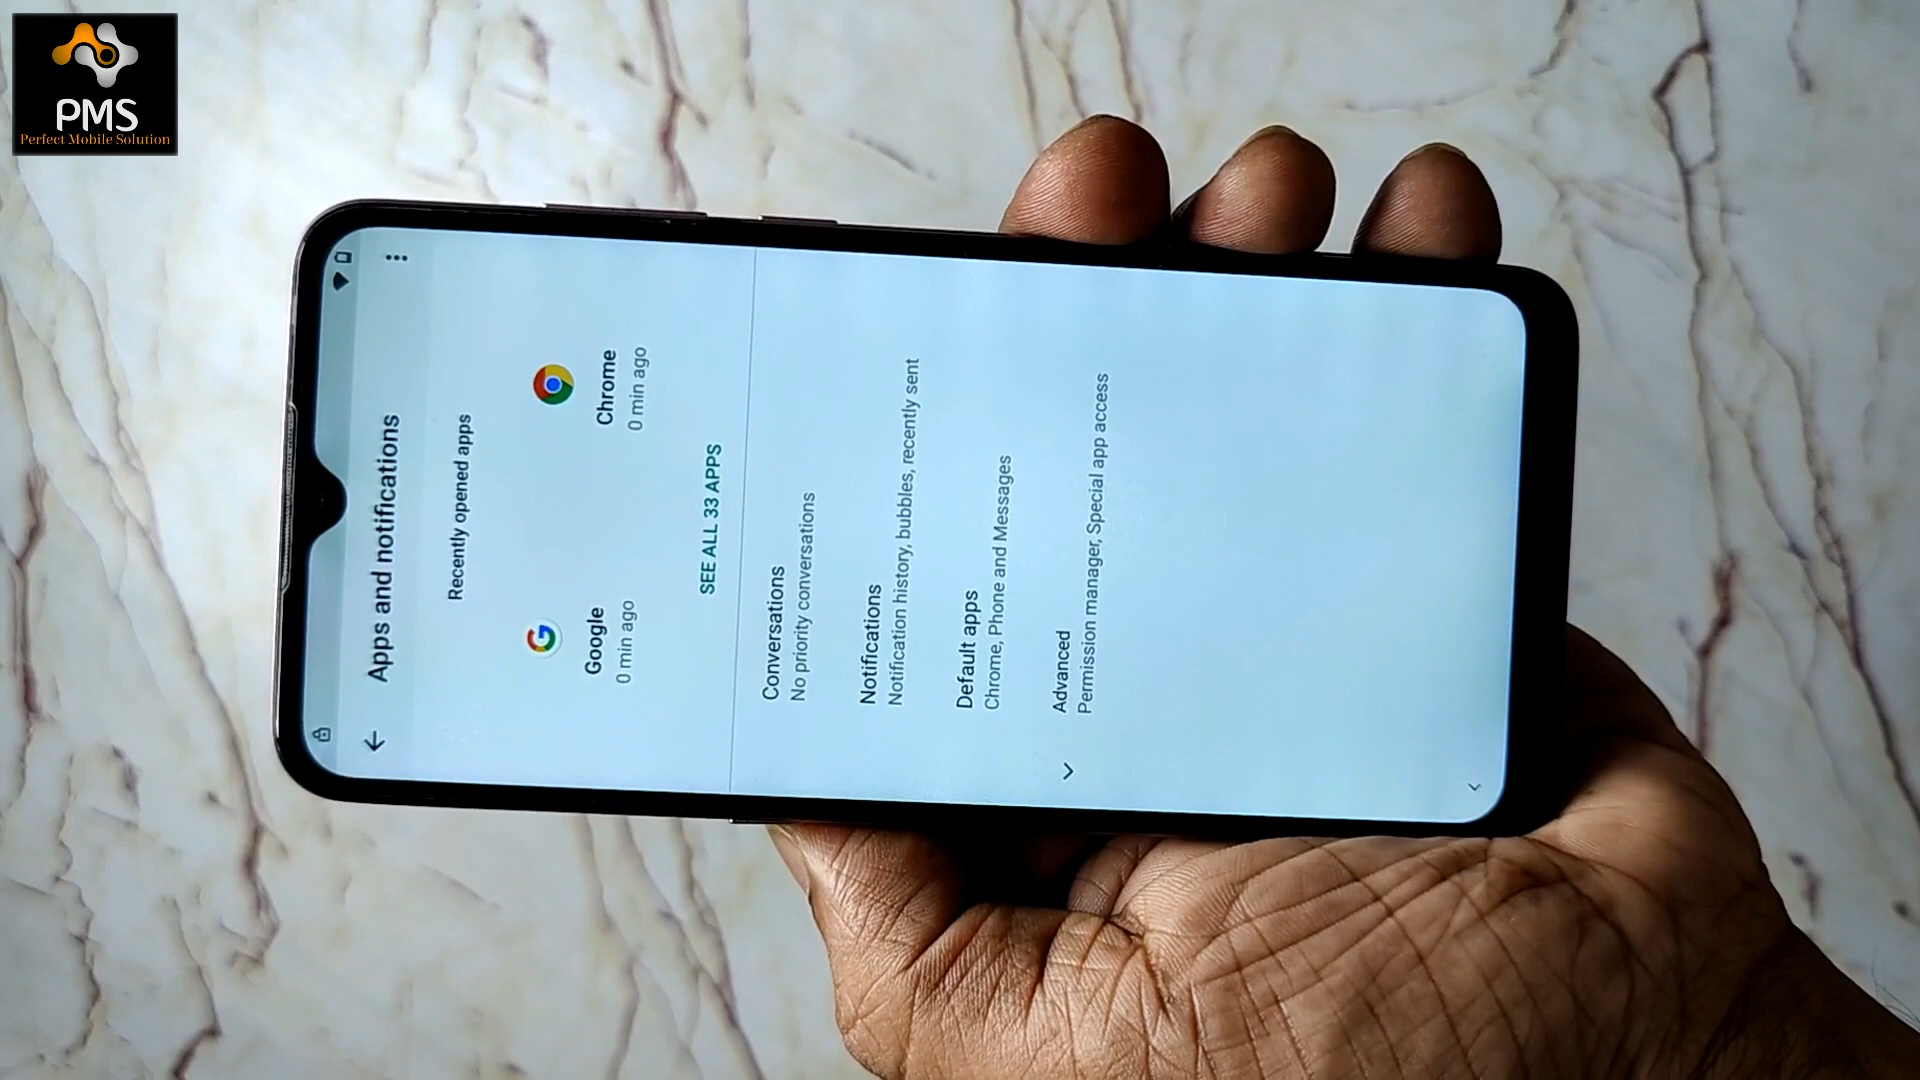 PMS
Perfect Mobile Solution
Apps and notifications
Recently opened apps
Google
0 min ago
Chrome
0 min ago
SEE ALL 33 APPS
Conversations
No priority conversations
Notifications
Notification history, bubbles, recently sent
Default apps
Chrome, Phone and Messages
Advanced
Permission manager, Special app access